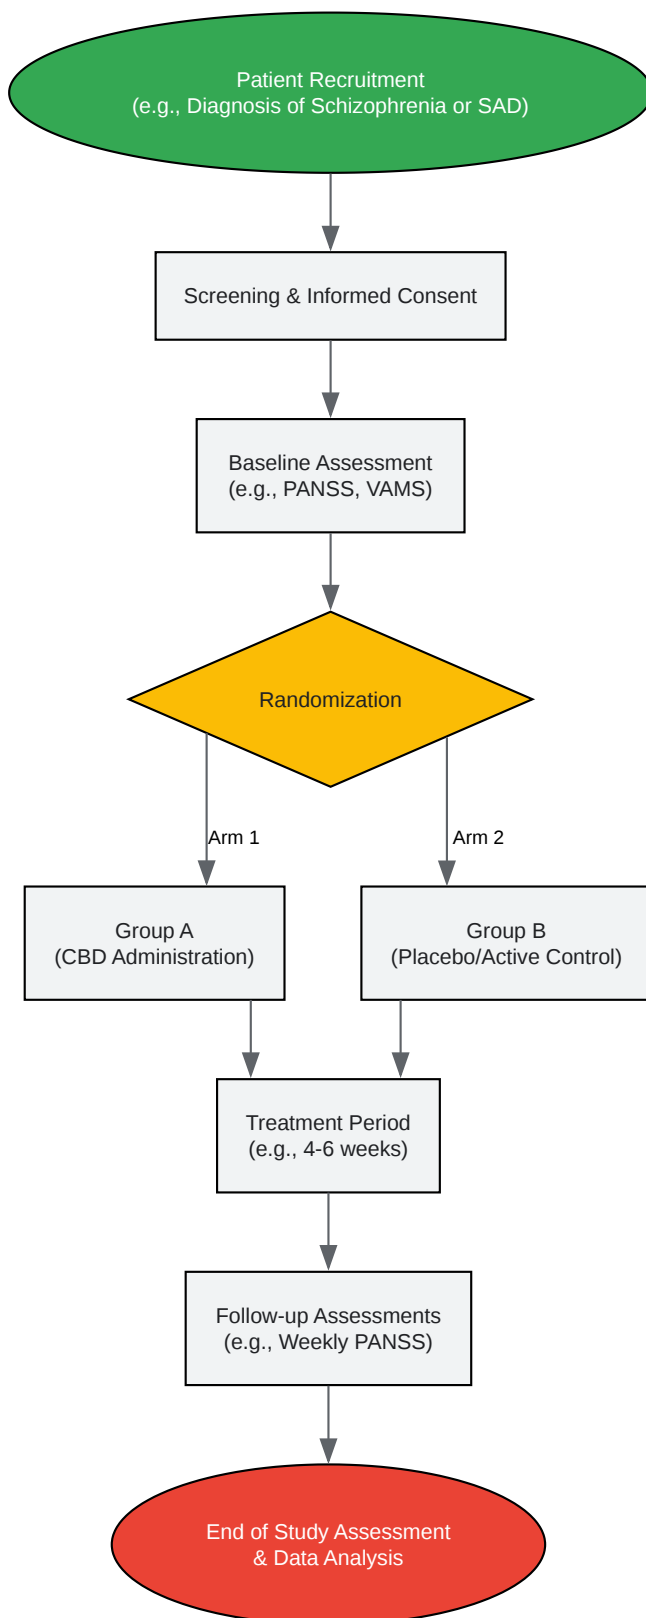 Patient Recruitment
(e.g., Diagnosis of Schizophrenia or SAD)
Screening & Informed Consent
Baseline Assessment
(e.g., PANSS, VAMS)
Randomization
Arm 1
Arm 2
Group A
(CBD Administration)
Group B
(Placebo/Active Control)
Treatment Period
(e.g., 4-6 weeks)
Follow-up Assessments
(e.g., Weekly PANSS)
End of Study Assessment
& Data Analysis